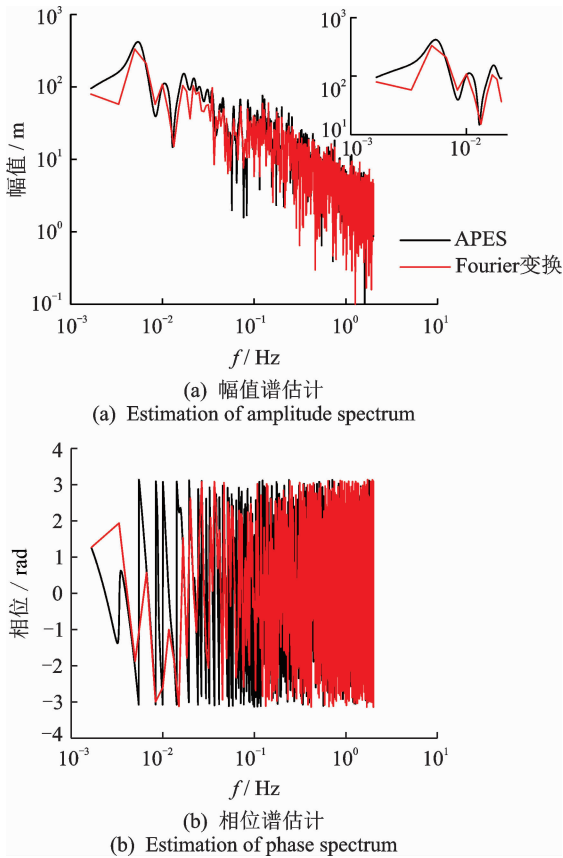 10³
10²
10¹
10⁰
10⁻¹
幅值 / m
10⁻³
10⁻²
10⁻¹
10⁰
10¹
f / Hz
10³
10²
10¹
10⁻³
10⁻²
APES
Fourier变换
(a) 幅值谱估计
(a) Estimation of amplitude spectrum
4
3
2
1
0
−1
−2
−3
−4
相位 / rad
10⁻³
10⁻²
10⁻¹
10⁰
10¹
f / Hz
(b) 相位谱估计
(b) Estimation of phase spectrum